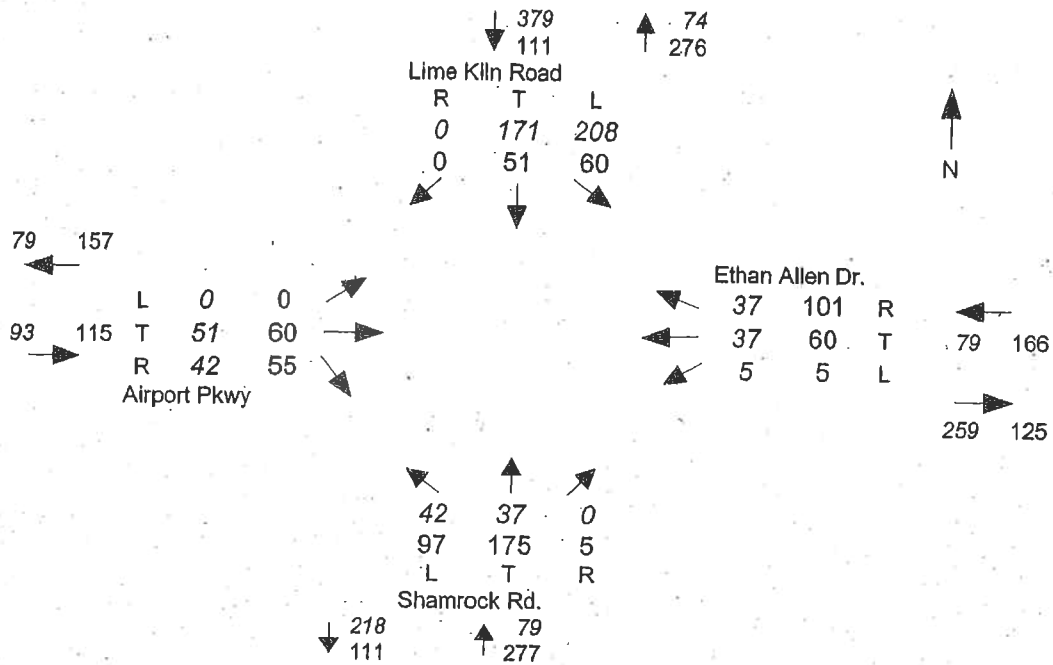 379 74
111 276
Lime Kiln Road
R T L
0 171 208
0 51 60
N
79 157
L 0 0
93 115 T 51 60
R 42 55
Airport Pkwy
Ethan Allen Dr.
37 101 R
37 60 T 79 166
5 5 L
259 125
42 37 0
97 175 5
L T R
Shamrock Rd.
218 79
111 277